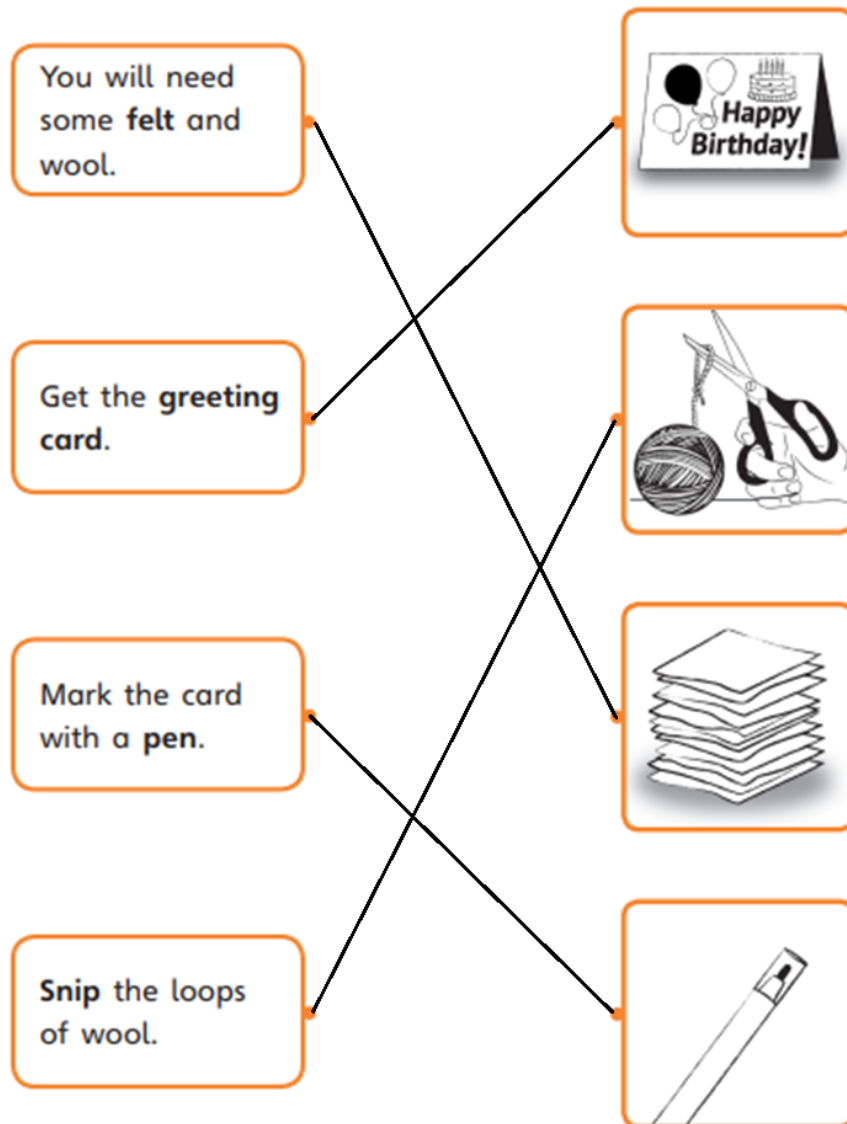 You will need
some felt and
wool.
Happy
Birthday!
Get the greeting
card.
Mark the card
with a pen.
Snip the loops
of wool.